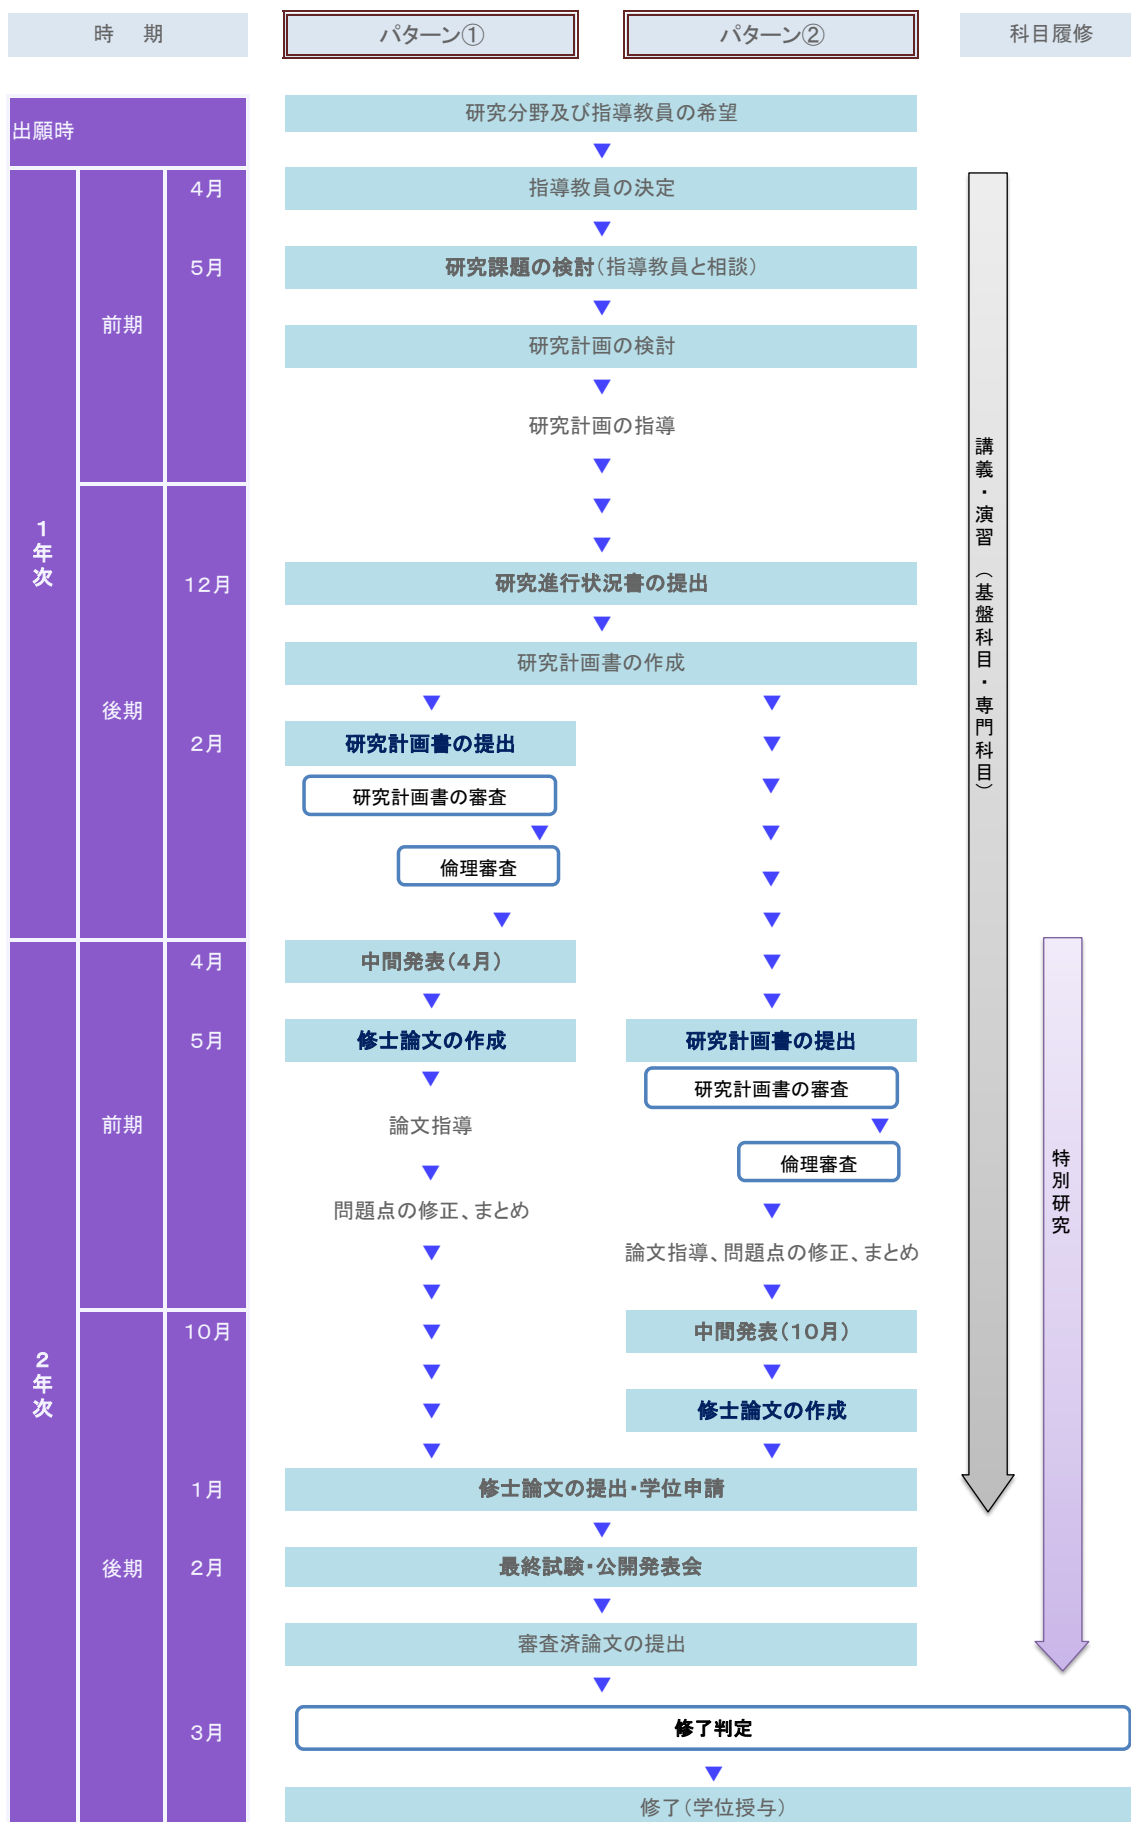 時　期
パターン①
パターン②
科目履修
出願時
研究分野及び指導教員の希望
1年次
前期
4月
指導教員の決定
5月
研究課題の検討(指導教員と相談)
研究計画の検討
研究計画の指導
後期
12月
研究進行状況書の提出
研究計画書の作成
2月
研究計画書の提出
研究計画書の審査
倫理審査
講義・演習 (基盤科目・専門科目)
2年次
前期
4月
中間発表(4月)
5月
修士論文の作成
研究計画書の提出
研究計画書の審査
論文指導
倫理審査
問題点の修正、まとめ
論文指導、問題点の修正、まとめ
特別研究
後期
10月
中間発表(10月)
修士論文の作成
1月
修士論文の提出・学位申請
2月
最終試験・公開発表会
審査済論文の提出
3月
修了判定
修了(学位授与)